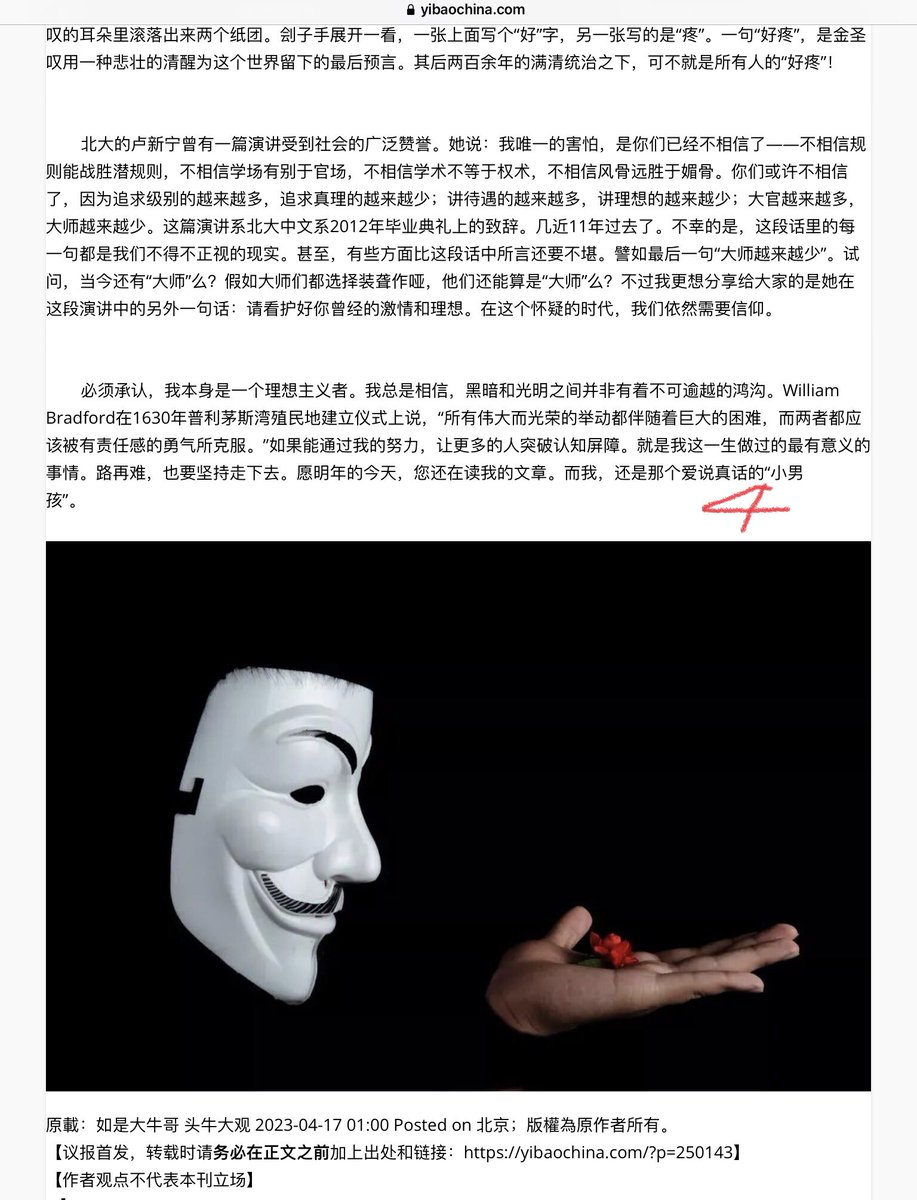 yibaochina.com
叹的耳朵里滚落出来两个纸团。刽子手展开一看，一张上面写个“好”字，另一张写的是“疼”。一句“好疼”，是金圣
叹用一种悲壮的清醒为这个世界留下的最后预言。其后两百余年的满清统治之下，可不就是所有人的“好疼”！
北大的卢新宁曾有一篇演讲受到社会的广泛赞誉。她说：我唯一的害怕，是你们已经不相信了——不相信规
则能战胜潜规则，不相信学场有别于官场，不相信学术不等于权术，不相信风骨远胜于媚骨。你们或许不相信
了，因为追求级别的越来越多，追求真理的越来越少；讲待遇的越来越多，讲理想的越来越少；大官越来越多，
大师越来越少。这篇演讲系北大中文系2012年毕业典礼上的致辞。几近11年过去了。不幸的是，这段话里的每
一句都是我们不得不正视的现实。甚至，有些方面比这段话中所言还要不堪。譬如最后一句“大师越来越少”。试
问，当今还有“大师”么？假如大师们都选择装聋作哑，他们还能算是“大师”么？不过我更想分享给大家的是她在
这段演讲中的另外一句话：请看护好你曾经的激情和理想。在这个怀疑的时代，我们依然需要信仰。
必须承认，我本身是一个理想主义者。我总是相信，黑暗和光明之间并非有着不可逾越的鸿沟。William
Bradford在1630年普利茅斯湾殖民地建立仪式上说，“所有伟大而光荣的举动都伴随着巨大的困难，而两者都应
该被有责任感的勇气所克服。”如果能通过我的努力，让更多的人突破认知屏障。就是我这一生做过的最有意义的
事情。路再难，也要坚持走下去。愿明年的今天，您还在读我的文章。而我，还是那个爱说真话的“小男
孩”。
4
原載：如是大牛哥 头牛大观 2023-04-17 01:00 Posted on 北京；版權為原作者所有。
【议报首发，转载时请务必在正文之前加上出处和链接：https://yibaochina.com/?p=250143】
【作者观点不代表本刊立场】